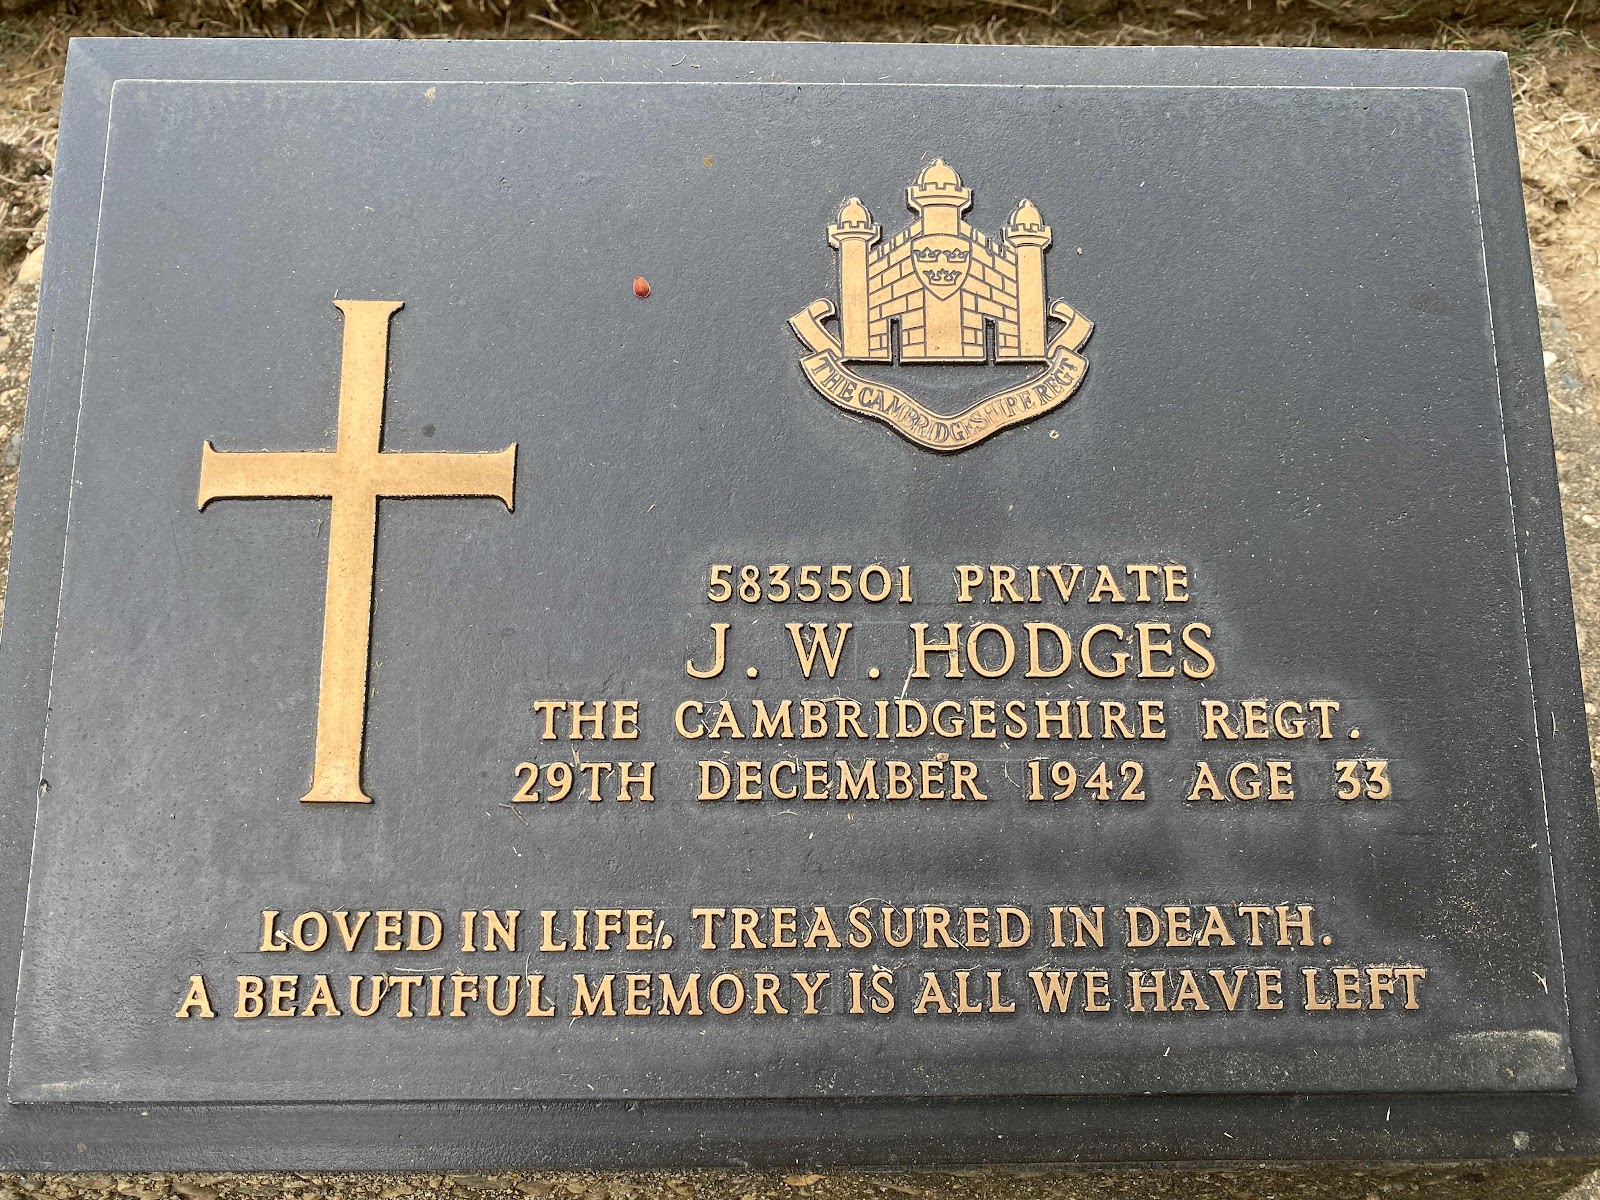 THE CAMBRIDGESHIRE REGT
5835501 PRIVATE
J. W. HODGES
THE CAMBRIDGESHIRE REGT.
29TH DECEMBER 1942 AGE 33
LOVED IN LIFE, TREASURED IN DEATH.
A BEAUTIFUL MEMORY IS ALL WE HAVE LEFT